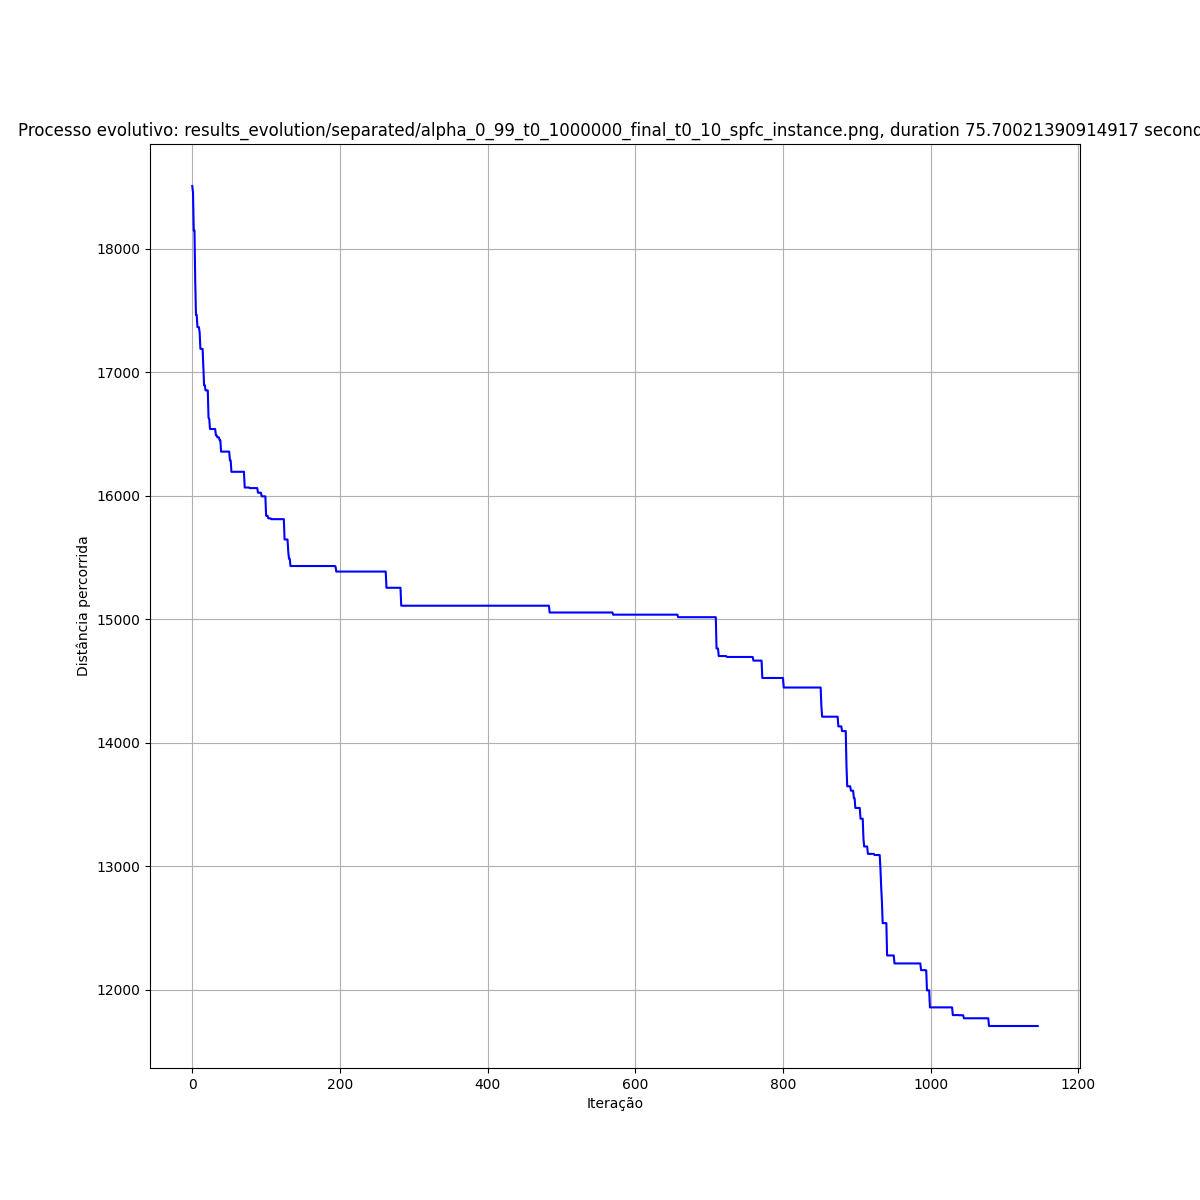 Processo evolutivo: results_evolution/separated/alpha_0_99_t0_1000000_final_t0_10_spfc_instance.png, duration 75.70021390914917 second
18000
17000
16000
15000
14000
13000
12000
Distância percorrida
0 200 400 600 800 1000 1200
Iteração